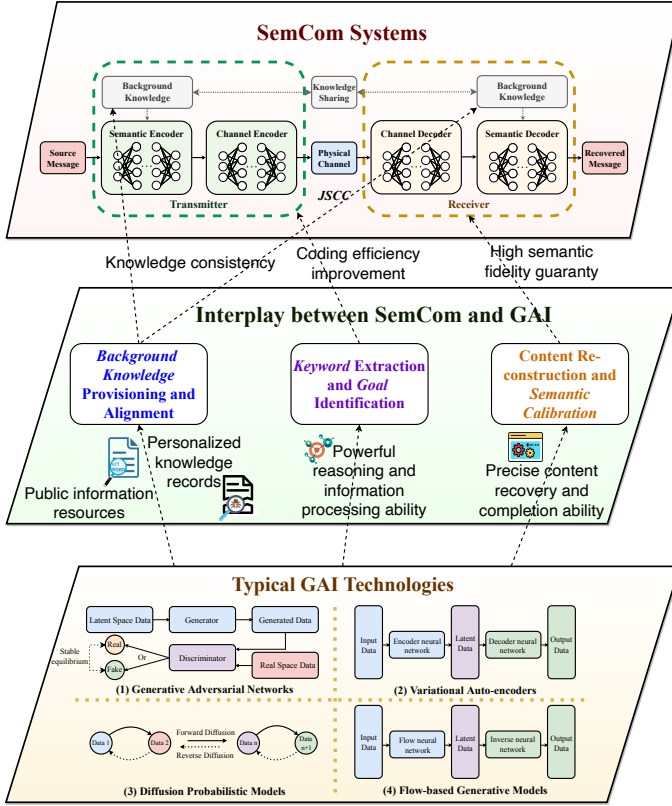 SemCom Systems
Background
Knowledge
Knowledge
Sharing
Background
Knowledge
Source
Message
Semantic Encoder
Channel Encoder
Physical
Channel
Channel Decoder
Semantic Decoder
Recovered
Message
Transmitter
JSCC
Receiver
Knowledge consistency
Coding efficiency
improvement
High semantic
fidelity guaranty
Interplay between SemCom and GAI
Background
Knowledge
Provisioning and
Alignment
Keyword Extraction
and Goal
Identification
Content Re-
construction and
Semantic
Calibration
Public information
resources
Personalized
knowledge
records
Powerful
reasoning and
information
processing ability
Precise content
recovery and
completion ability
Typical GAI Technologies
Latent Space Data
Generator
Generated Data
Stable
equilibrium
Real
Fake
Or
Discriminator
Real Space Data
(1) Generative Adversarial Networks
Input
Data
Encoder neural
network
Latent
Data
Decoder neural
network
Output
Data
(2) Variational Auto-encoders
Data 1
Data 2
Forward Diffusion
Reverse Diffusion
Data n
Data
n+1
(3) Diffusion Probabilistic Models
Input
Data
Flow neural
network
Latent
Data
Inverse neural
network
Output
Data
(4) Flow-based Generative Models